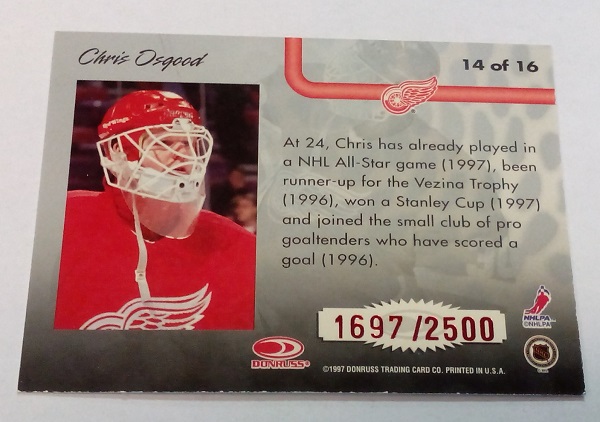 Chris Osgood
14 of 16
At 24, Chris has already played in
a NHL All-Star game (1997), been
runner-up for the Vezina Trophy
(1996), won a Stanley Cup (1997)
and joined the small club of pro
goaltenders who have scored a
goal (1996).
1697/2500
NHLPA
©NHLPA
DONRUSS®
©1997 DONRUSS TRADING CARD CO. PRINTED IN U.S.A.
NHL